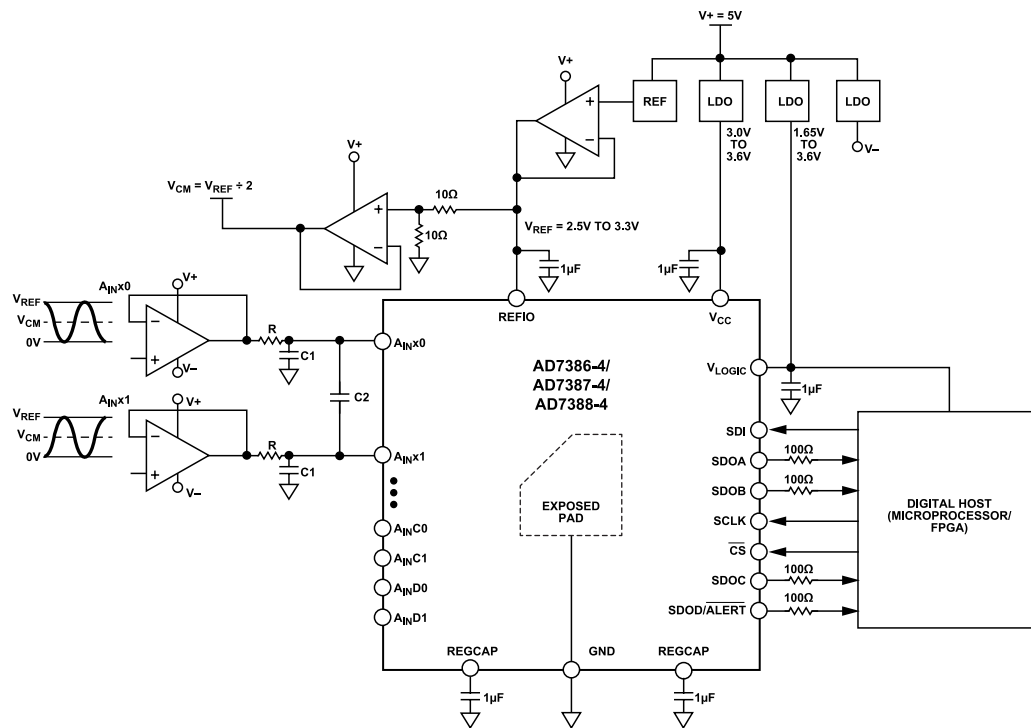 V+ = 5V
V+
REF
LDO
LDO
LDO
+
−
3.0V
TO
3.6V
1.65V
TO
3.6V
V–
V+
VCM = VREF ÷ 2
10Ω
10Ω
+
−
VREF = 2.5V TO 3.3V
1µF
1µF
REFIO
VCC
AINx0
V+
VREF
VCM
0V
−
+
V–
R
C1
AINx0
C2
AINx1
V+
VREF
VCM
0V
−
+
V–
R
C1
AINx1
AD7386-4/
AD7387-4/
AD7388-4
EXPOSED
PAD
AINC0
AINC1
AIND0
AIND1
VLOGIC
1µF
SDI
SDOA
100Ω
SDOB
100Ω
SCLK
CS
SDOC
100Ω
SDOD/ALERT
100Ω
DIGITAL HOST
(MICROPROCESSOR/
FPGA)
REGCAP
GND
REGCAP
1µF
1µF